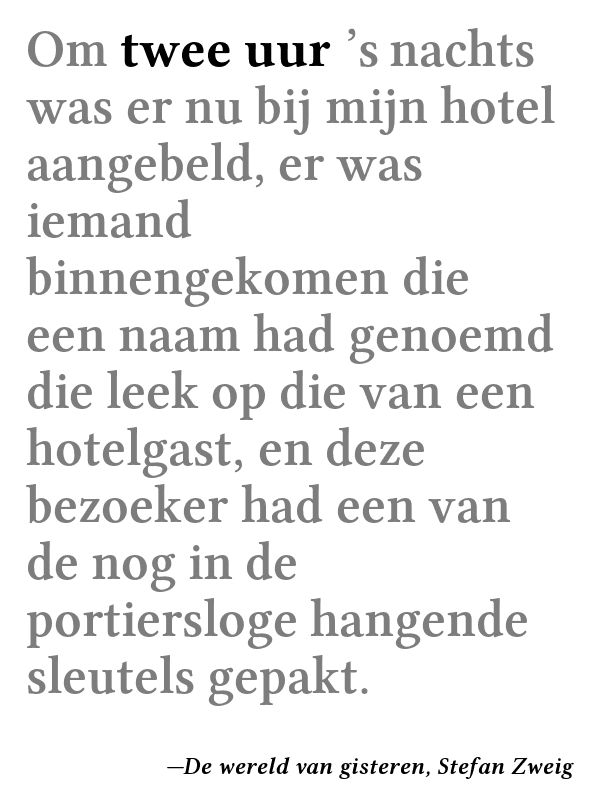 Om twee uur ’s nachts
was er nu bij mijn hotel
aangebeld, er was
iemand
binnengekomen die
een naam had genoemd
die leek op die van een
hotelgast, en deze
bezoeker had een van
de nog in de
portiersloge hangende
sleutels gepakt.
—De wereld van gisteren, Stefan Zweig